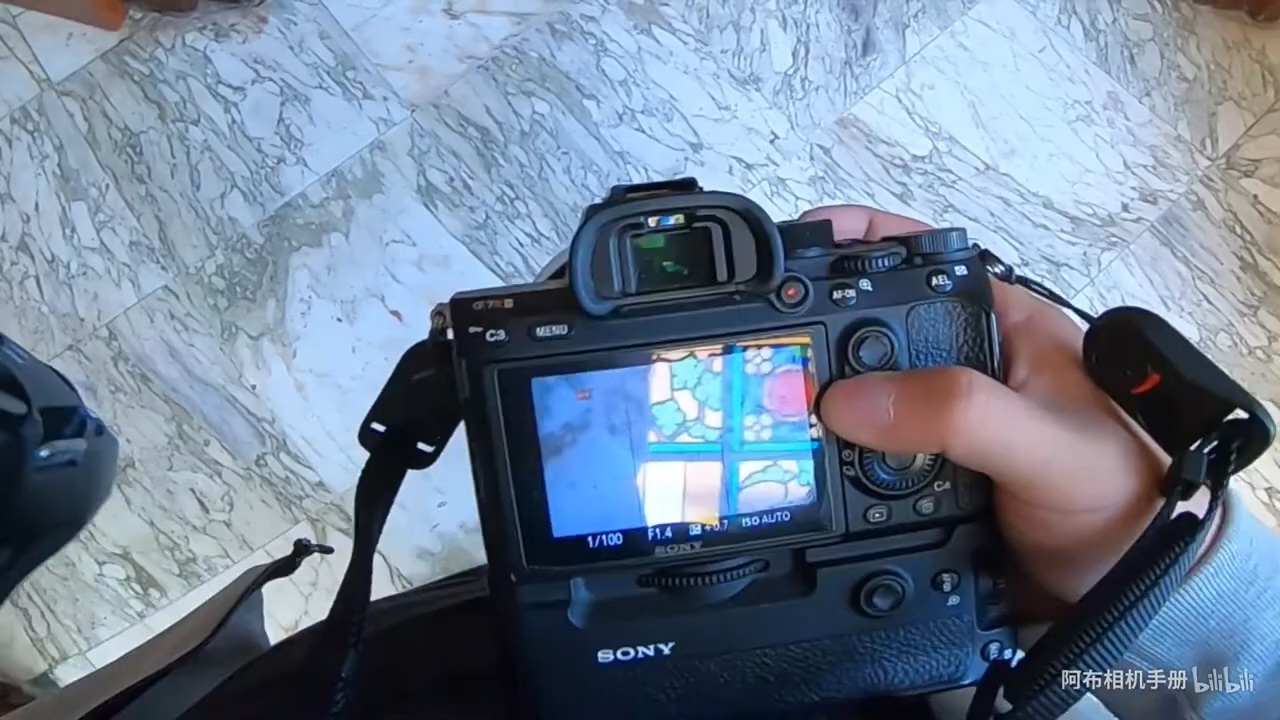 AF-ON
AEL
α7RIII
C3
MENU
1/100 F1.4 +0.7 ISO AUTO
SONY
C4
SONY
阿布相机手册 bilibili